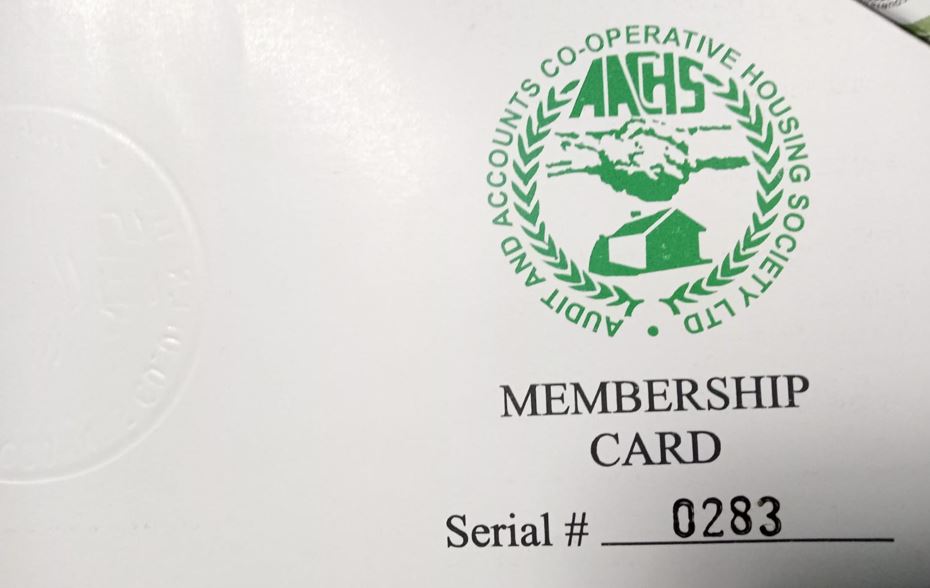 AUDIT AND ACCOUNTS CO-OPERATIVE HOUSING SOCIETY LTD
AACHS
MEMBERSHIP
CARD
Serial # 0283